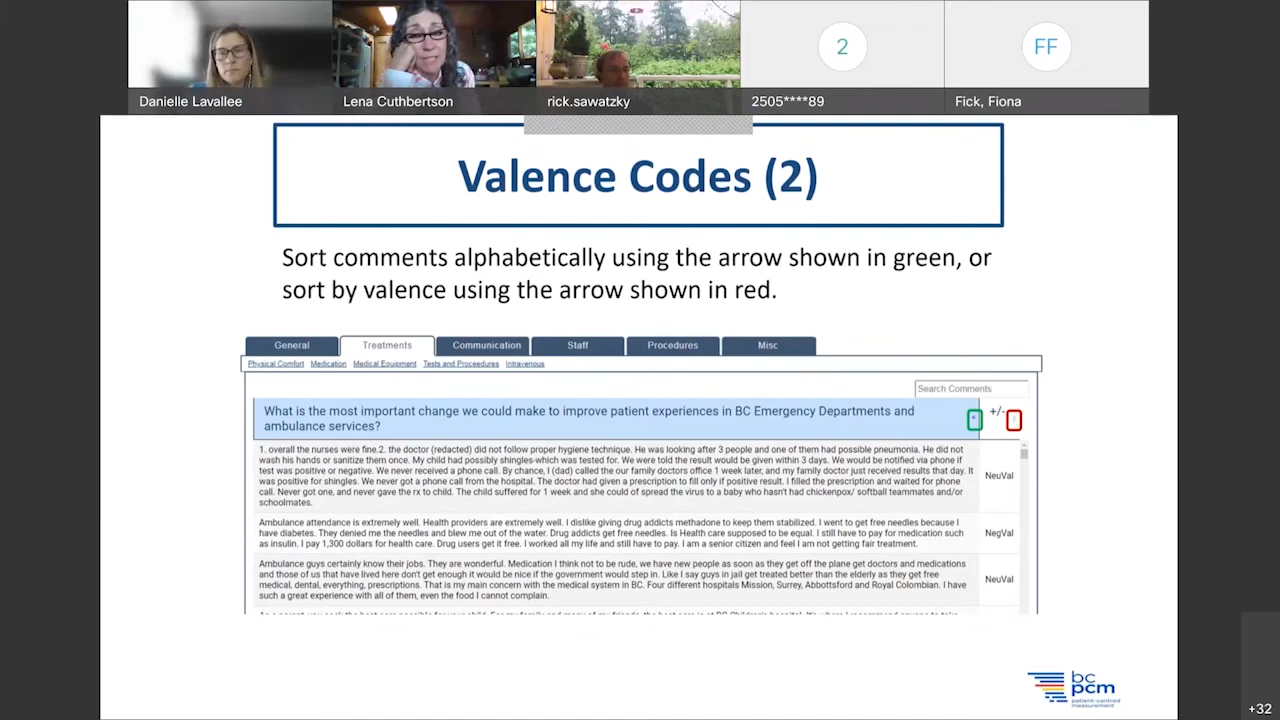 2
FF
Danielle Lavallee
Lena Cuthbertson
rick.sawatzky
2505****89
Fick, Fiona
Valence Codes (2)
Sort comments alphabetically using the arrow shown in green, or
sort by valence using the arrow shown in red.
General
Treatments
Communication
Staff
Procedures
Misc
Physical Comfort
Medication
Medical Equipment
Tests and Proceedures
Intravenous
Search Comments
What is the most important change we could make to improve patient experiences in BC Emergency Departments and
ambulance services?
+/-
1. overall the nurses were fine.2. the doctor (redacted) did not follow proper hygiene technique. He was looking after 3 people and one of them had possible pneumonia. He did not
wash his hands or sanitize them once. My child had possibly shingles-which was tested for. We were told the result would be given within 3 days. We would be notified via phone if
test was positive or negative. We never received a phone call. By chance, I (dad) called the our family doctors office 1 week later, and my family doctor just received results that day. It
was positive for shingles. We never got a phone call from the hospital. The doctor had given a prescription to fill only if positive result. I filled the prescription and waited for phone
call. Never got one, and never gave the rx to child. The child suffered for 1 week and she could of spread the virus to a baby who hasn't had chickenpox/ softball teammates and/or
schoolmates.
NeuVal
Ambulance attendance is extremely well. Health providers are extremely well. I dislike giving drug addicts methadone to keep them stabilized. I went to get free needles because I
have diabetes. They denied me the needles and blew me out of the water. Drug addicts get free needles. Is Health care supposed to be equal. I still have to pay for medication such
as insulin. I pay 1,300 dollars for health care. Drug users get it free. I worked all my life and still have to pay. I am a senior citizen and feel I am not getting fair treatment.
NegVal
Ambulance guys certainly know their jobs. They are wonderful. Medication I think not to be rude, we have new people as soon as they get off the plane get doctors and medications
and those of us that have lived here don't get enough it would be nice if the government would step in. Like I say guys in jail get treated better than the elderly as they get free
medical, dental, everything, prescriptions. That is my main concern with the medical system in BC. Four different hospitals Mission, Surrey, Abbottsford and Royal Colombian. I have
such a great experience with all of them, even the food I cannot complain.
NeuVal
bc
pcm
patient-centred
measurement
+32